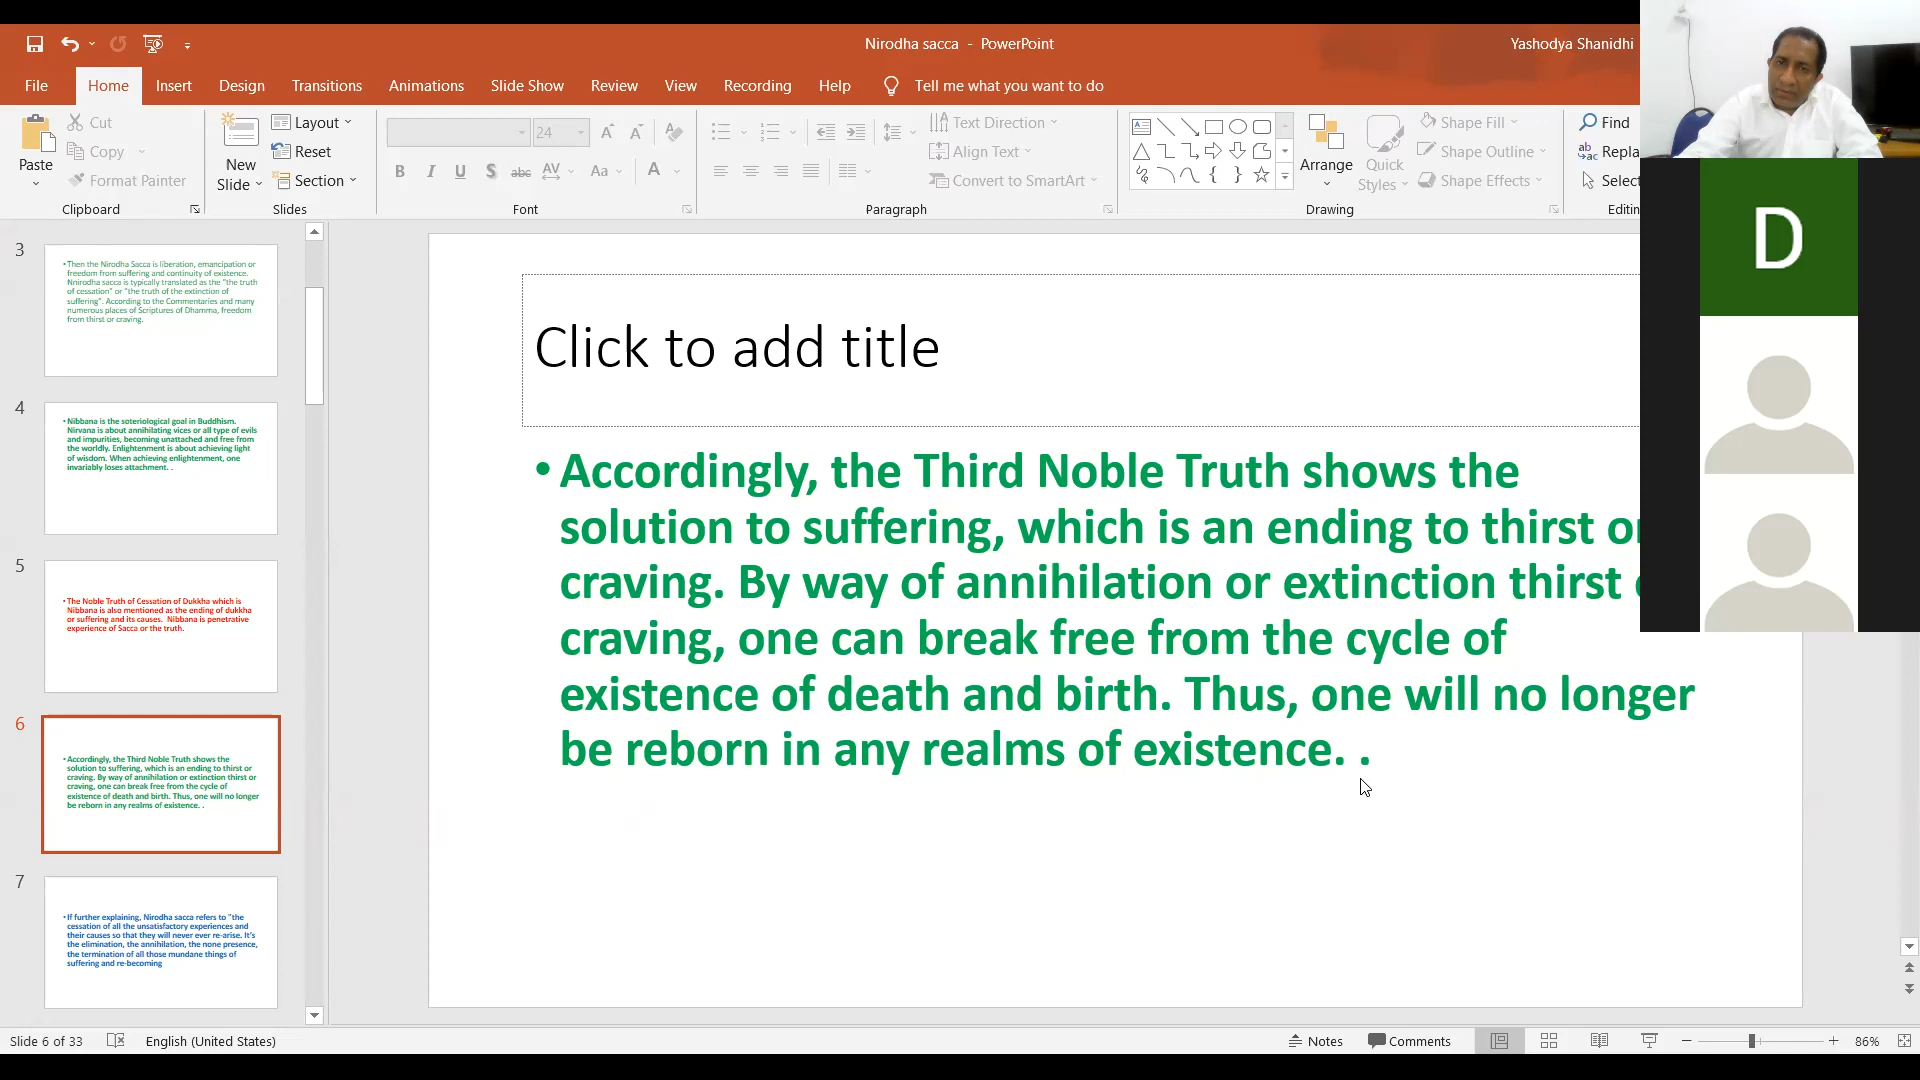 Nirodha sacca - PowerPoint
Yashodya Shanidhi
File Home Insert Design Transitions Animations Slide Show Review View Recording Help Tell me what you want to do
Paste
Cut
Copy
Format Painter
Clipboard
New
Slide
Layout
Reset
Section
Slides
24
B I U S abc AV Aa A
Font
Text Direction
Align Text
Convert to SmartArt
Paragraph
Arrange
Quick
Styles
Shape Fill
Shape Outline
Shape Effects
Drawing
Find
Repla
Select
Editin
D
3
•Then the Nirodha Sacca is liberation, emancipation or
freedom from suffering and continuity of existence.
Nnirodha sacca is typically translated as the "the truth
of cessation" or "the truth of the extinction of
suffering". According to the Commentaries and many
numerous places of Scriptures of Dhamma, freedom
from thirst or craving.
4
•Nibbana is the soteriological goal in Buddhism.
Nirvana is about annihilating vices or all type of evils
and impurities, becoming unattached and free from
the worldly. Enlightenment is about achieving light
of wisdom. When achieving enlightenment, one
invariably loses attachment. .
5
•The Noble Truth of Cessation of Dukkha which is
Nibbana is also mentioned as the ending of dukkha
or suffering and its causes. Nibbana is penetrative
experience of Sacca or the truth.
6
•Accordingly, the Third Noble Truth shows the
solution to suffering, which is an ending to thirst or
craving. By way of annihilation or extinction thirst or
craving, one can break free from the cycle of
existence of death and birth. Thus, one will no longer
be reborn in any realms of existence. .
7
•If further explaining, Nirodha sacca refers to "the
cessation of all the unsatisfactory experiences and
their causes so that they will never ever re-arise. It's
the elimination, the annihilation, the none presence,
the termination of all those mundane things of
suffering and re-becoming
Click to add title
•Accordingly, the Third Noble Truth shows the
solution to suffering, which is an ending to thirst or
craving. By way of annihilation or extinction thirst
craving, one can break free from the cycle of
existence of death and birth. Thus, one will no longer
be reborn in any realms of existence. .
Slide 6 of 33 English (United States) Notes Comments 86%